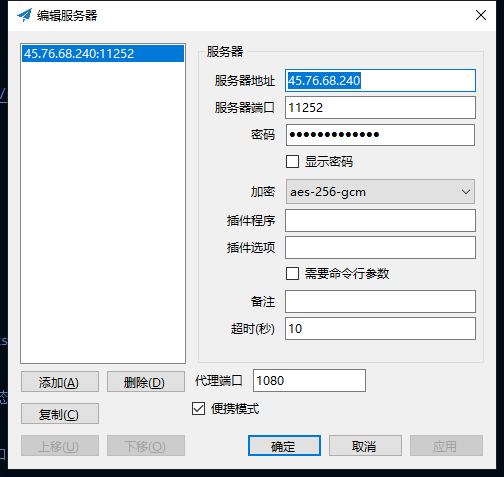 编辑服务器
45.76.68.240:11252
服务器
服务器地址 45.76.68.240
服务器端口 11252
密码 ●●●●●●●●●●●●●
显示密码
加密 aes-256-gcm
插件程序
插件选项
需要命令行参数
备注
超时(秒) 10
添加(A) 删除(D) 代理端口 1080
复制(C) 便携模式
上移(U) 下移(O) 确定 取消 应用